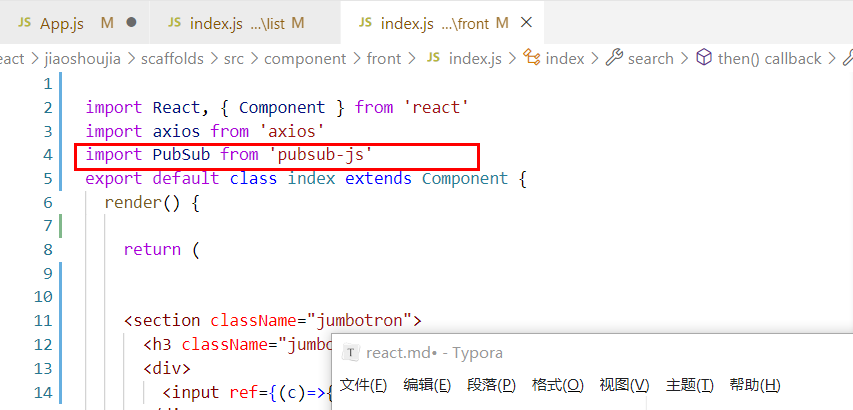 JS App.js M ● JS index.js ...\list M JS index.js ...\front M ×
eact > jiaoshoujia > scaffolds > src > component > front > JS index.js > index > search > then() callback >
1
2 import React, { Component } from 'react'
3 import axios from 'axios'
4 import PubSub from 'pubsub-js'
5 export default class index extends Component {
6 render() {
7
8 return (
9
10
11 <section className="jumbotron">
12 <h3 className="jumbo
13 <div>
14 <input ref={(c)=>{
T react.md• - Typora
文件(F) 编辑(E) 段落(P) 格式(O) 视图(V) 主题(T) 帮助(H)